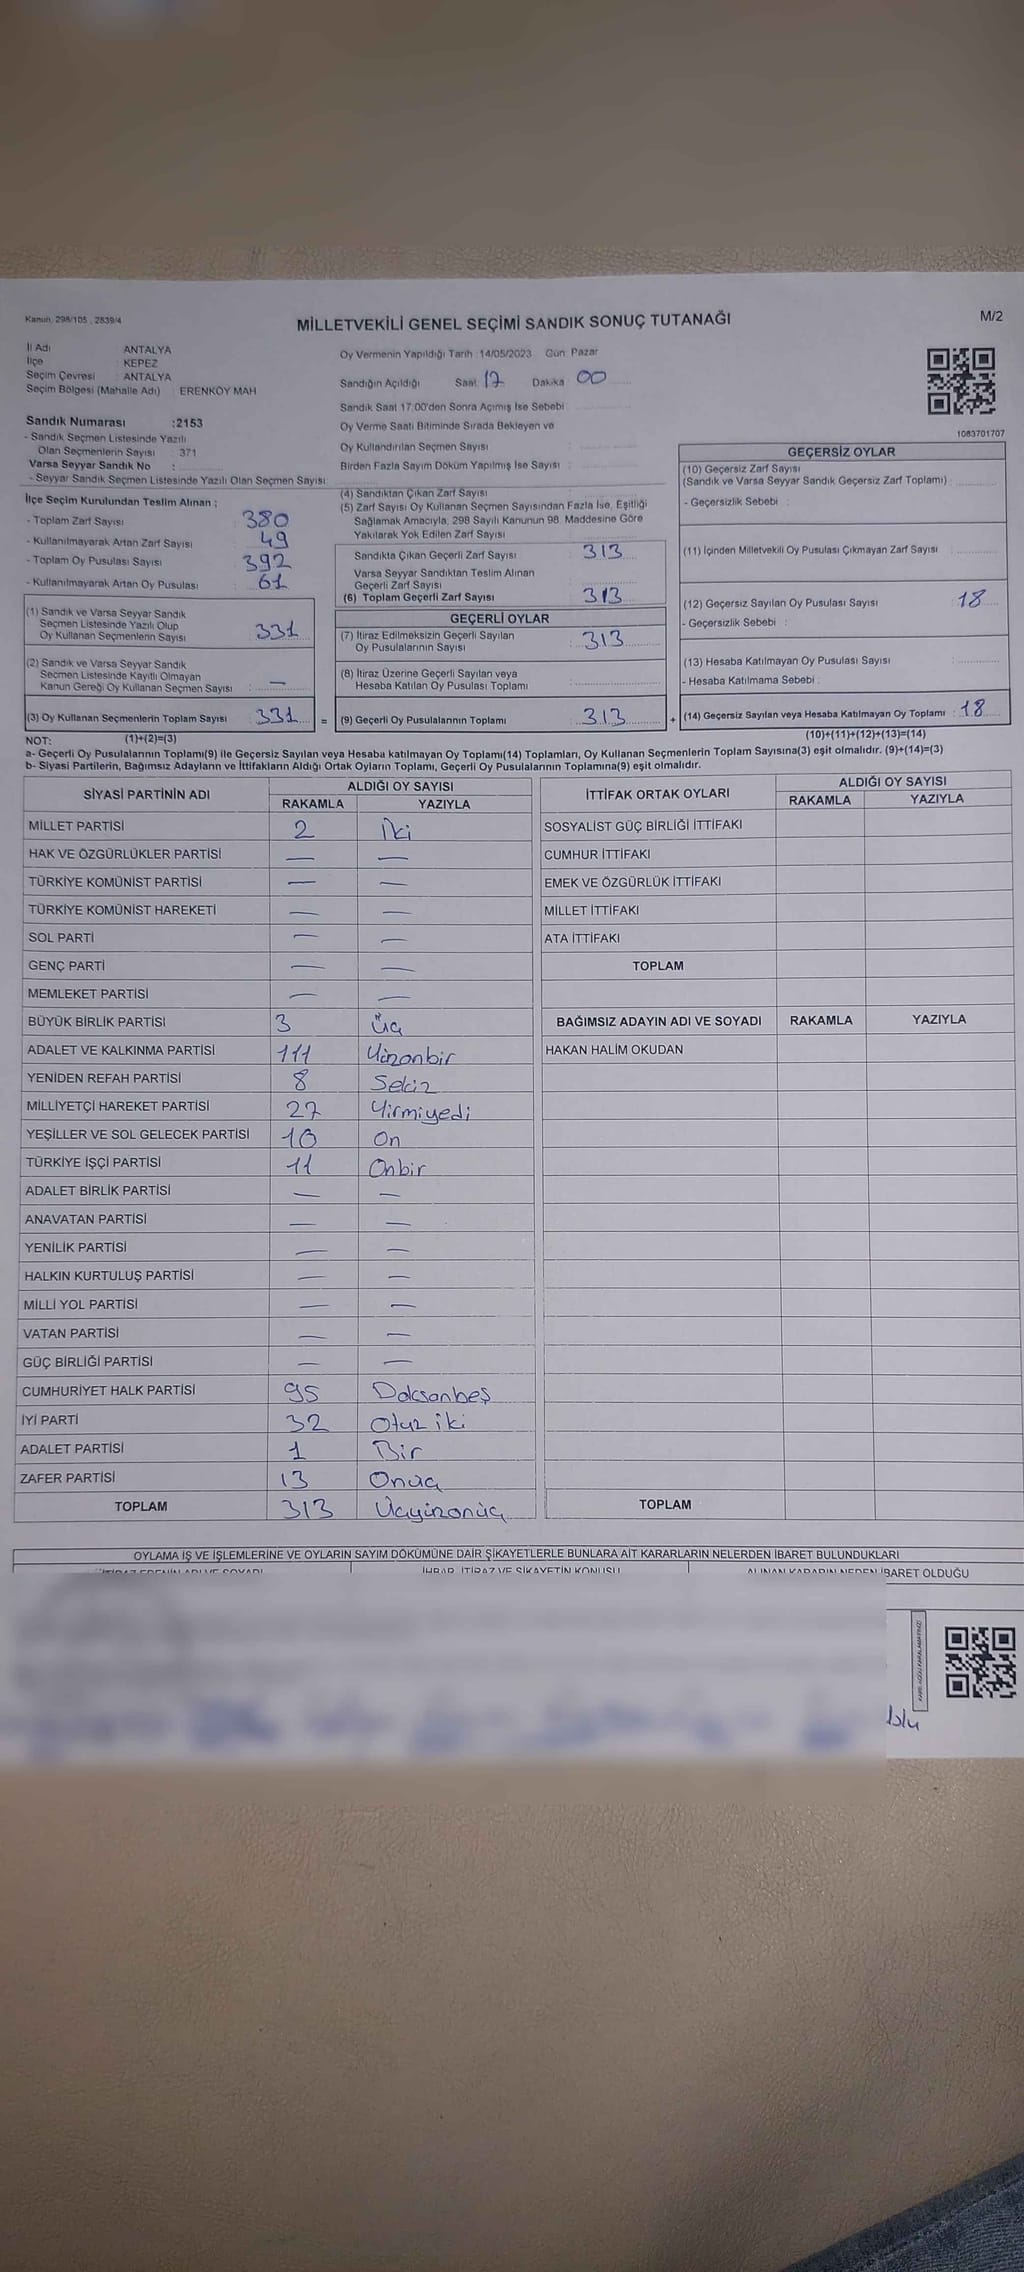 Kanun, 298/105 , 2839/4
MİLLETVEKİLİ GENEL SEÇİMİ SANDIK SONUÇ TUTANAĞI
M/2
İl Adı ANTALYA
İlçe : KEPEZ
Seçim Çevresi : ANTALYA
Seçim Bölgesi (Mahalle Adı) : ERENKÖY MAH
Sandık Numarası :2153
- Sandık Seçmen Listesinde Yazılı
Olan Seçmenlerin Sayısı : 371
Varsa Seyyar Sandık No :
- Seyyar Sandık Seçmen Listesinde Yazılı Olan Seçmen Sayısı:
Oy Vermenin Yapıldığı Tarih :14/05/2023 Gün: Pazar
Sandığın Açıldığı Saat 17 Dakika 00
Sandık Saat 17:00'den Sonra Açımış İse Sebebi
Oy Verme Saati Bitiminde Sırada Bekleyen ve
Oy Kullandırılan Seçmen Sayısı :
Birden Fazla Sayım Döküm Yapılmış İse Sayısı :
1083701707
İlçe Seçim Kurulundan Teslim Alınan ;
- Toplam Zarf Sayısı : 380
- Kullanılmayarak Artan Zarf Sayısı : 49
- Toplam Oy Pusulası Sayısı : 392
- Kullanılmayarak Artan Oy Pusulası : 61
(1) Sandık ve Varsa Seyyar Sandık
Seçmen Listesinde Yazılı Olup
Oy Kullanan Seçmenlerin Sayısı : 331
(2) Sandık ve Varsa Seyyar Sandık
Seçmen Listesinde Kayıtlı Olmayan
Kanun Gereği Oy Kullanan Seçmen Sayısı : —
(3) Oy Kullanan Seçmenlerin Toplam Sayısı : 331 =
(4) Sandıktan Çıkan Zarf Sayısı :
(5) Zarf Sayısı Oy Kullanan Seçmen Sayısından Fazla İse, Eşitliği
Sağlamak Amacıyla, 298 Sayılı Kanunun 98. Maddesine Göre
Yakılarak Yok Edilen Zarf Sayısı
Sandıkta Çıkan Geçerli Zarf Sayısı : 313
Varsa Seyyar Sandıktan Teslim Alınan
Geçerli Zarf Sayısı
(6) Toplam Geçerli Zarf Sayısı : 313
GEÇERLİ OYLAR
(7) İtiraz Edilmeksizin Geçerli Sayılan
Oy Pusulalarının Sayısı : 313
(8) İtiraz Üzerine Geçerli Sayılan veya
Hesaba Katılan Oy Pusulası Toplamı :
(9) Geçerli Oy Pusulalarının Toplamı : 313 +
GEÇERSİZ OYLAR
(10) Geçersiz Zarf Sayısı
(Sandık ve Varsa Seyyar Sandık Geçersiz Zarf Toplamı) :
- Geçersizlik Sebebi :
(11) İçinden Milletvekili Oy Pusulası Çıkmayan Zarf Sayısı :
(12) Geçersiz Sayılan Oy Pusulası Sayısı : 18
- Geçersizlik Sebebi :
(13) Hesaba Katılmayan Oy Pusulası Sayısı :
- Hesaba Katılmama Sebebi :
(14) Geçersiz Sayılan veya Hesaba Katılmayan Oy Toplamı : 18
NOT: (1)+(2)=(3) (10)+(11)+(12)+(13)=(14)
a- Geçerli Oy Pusulalarının Toplamı(9) ile Geçersiz Sayılan veya Hesaba katılmayan Oy Toplamı(14) Toplamları, Oy Kullanan Seçmenlerin Toplam Sayısına(3) eşit olmalıdır. (9)+(14)=(3)
b- Siyasi Partilerin, Bağımsız Adayların ve İttifakların Aldığı Ortak Oyların Toplamı, Geçerli Oy Pusulalarının Toplamına(9) eşit olmalıdır.
SİYASİ PARTİNİN ADI ALDIĞI OY SAYISI
RAKAMLA YAZIYLA
MİLLET PARTİSİ 2 İki
HAK VE ÖZGÜRLÜKLER PARTİSİ — —
TÜRKİYE KOMÜNİST PARTİSİ — —
TÜRKİYE KOMÜNİST HAREKETİ — —
SOL PARTİ — —
GENÇ PARTİ — —
MEMLEKET PARTİSİ — —
BÜYÜK BİRLİK PARTİSİ 3 Üç
ADALET VE KALKINMA PARTİSİ 111 Yüzonbir
YENİDEN REFAH PARTİSİ 8 Sekiz
MİLLİYETÇİ HAREKET PARTİSİ 27 Yirmiyedi
YEŞİLLER VE SOL GELECEK PARTİSİ 10 On
TÜRKİYE İŞÇİ PARTİSİ 11 Onbir
ADALET BİRLİK PARTİSİ — —
ANAVATAN PARTİSİ — —
YENİLİK PARTİSİ — —
HALKIN KURTULUŞ PARTİSİ — —
MİLLİ YOL PARTİSİ — —
VATAN PARTİSİ — —
GÜÇ BİRLİĞİ PARTİSİ — —
CUMHURİYET HALK PARTİSİ 95 Doksanbeş
İYİ PARTİ 32 Otuz iki
ADALET PARTİSİ 1 Bir
ZAFER PARTİSİ 13 Onüç
TOPLAM 313 Üçyüzonüç
İTTİFAK ORTAK OYLARI ALDIĞI OY SAYISI
RAKAMLA YAZIYLA
SOSYALİST GÜÇ BİRLİĞİ İTTİFAKI
CUMHUR İTTİFAKI
EMEK VE ÖZGÜRLÜK İTTİFAKI
MİLLET İTTİFAKI
ATA İTTİFAKI
TOPLAM
BAĞIMSIZ ADAYIN ADI VE SOYADI RAKAMLA YAZIYLA
HAKAN HALİM OKUDAN
TOPLAM
OYLAMA İŞ VE İŞLEMLERİNE VE OYLARIN SAYIM DÖKÜMÜNE DAİR ŞİKAYETLERLE BUNLARA AİT KARARLARIN NELERDEN İBARET BULUNDUKLARI
İTİRAZ EDENİN ADI VE SOYADI İHBAR, İTİRAZ VE ŞİKAYETİN KONUSU ALINAN KARARIN NEDEN İBARET OLDUĞU